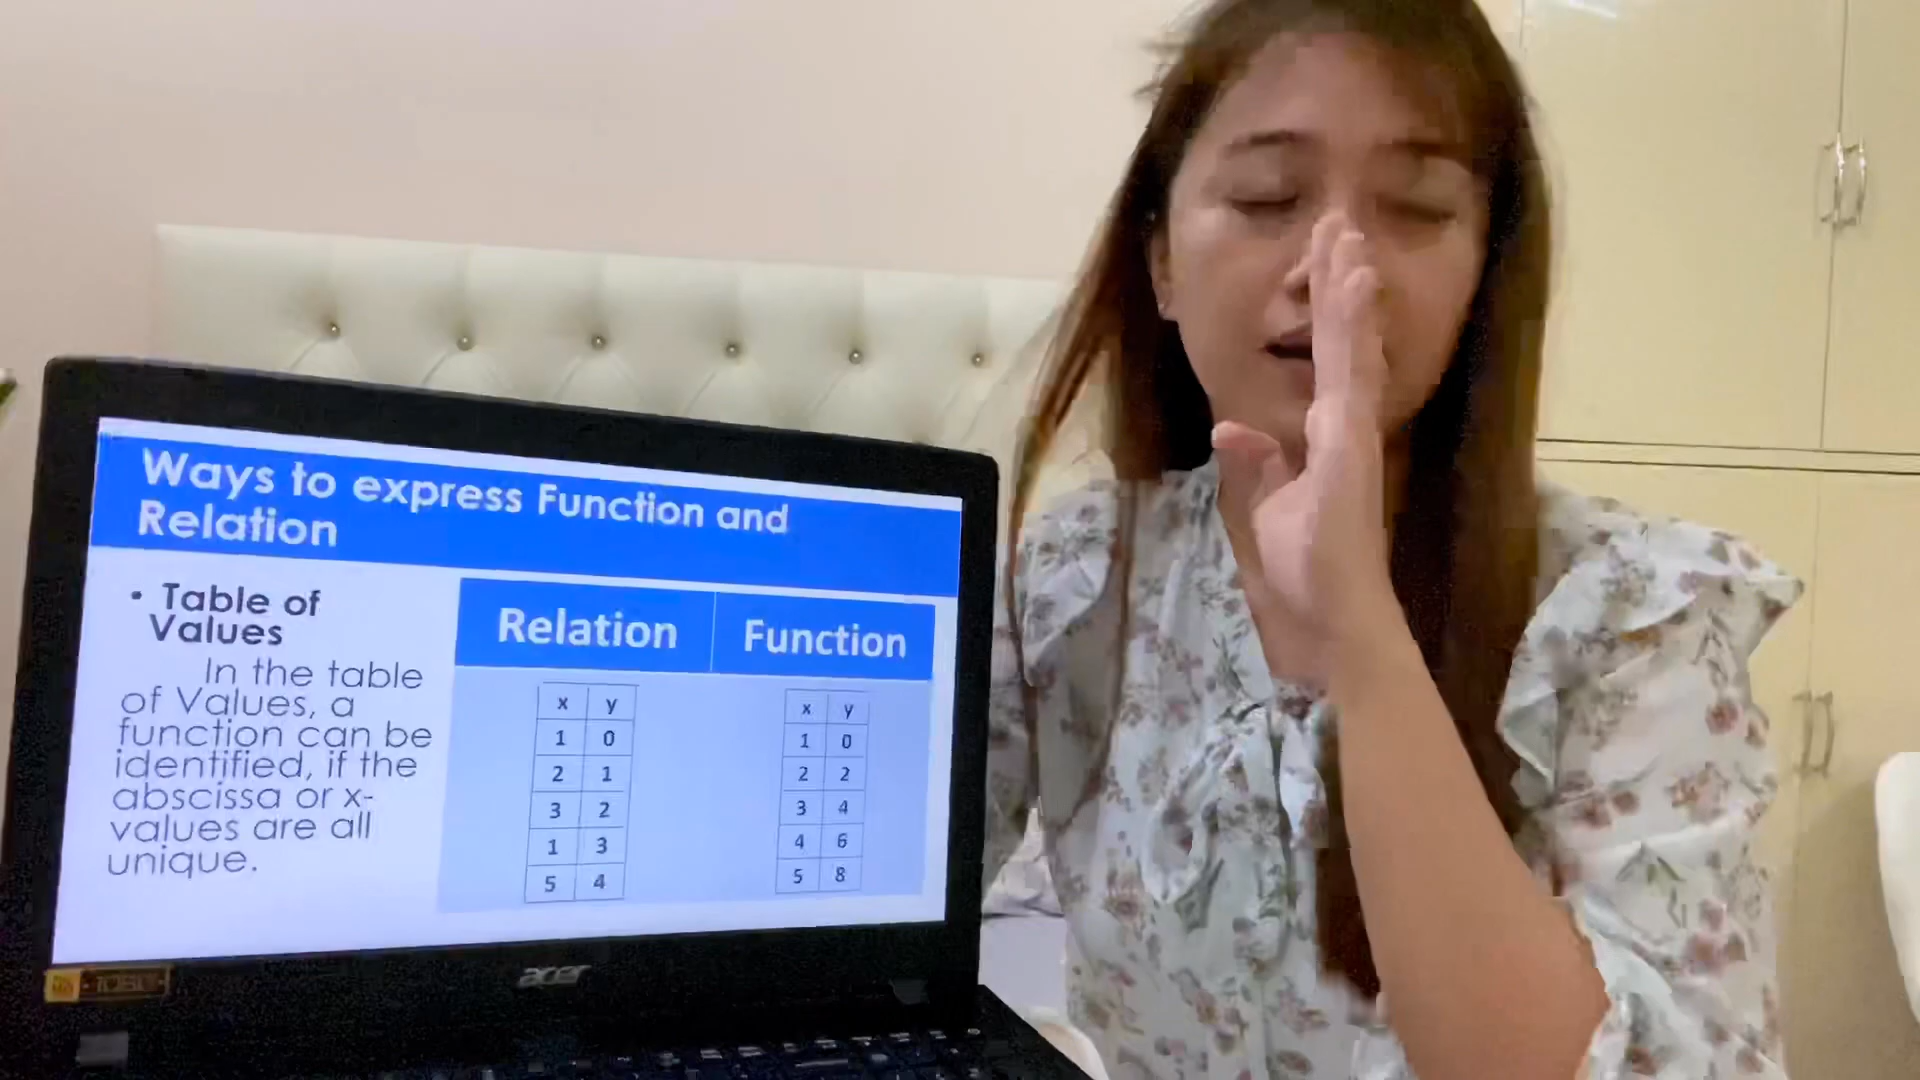 Ways to express Function and
Relation
• Table of
Values
In the table
of Values, a
function can be
identified, if the
abscissa or x-
values are all
unique.
Relation Function
x y
1 0
2 1
3 2
1 3
5 4
x y
1 0
2 2
3 4
4 6
5 8
acer